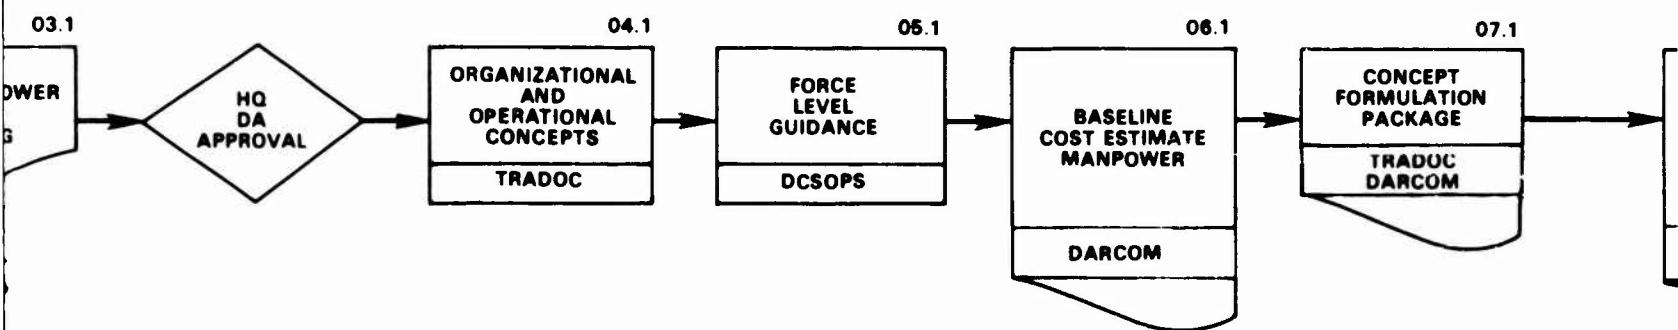 03.1
04.1
05.1
06.1
07.1
HQ
DA
APPROVAL
ORGANIZATIONAL
AND
OPERATIONAL
CONCEPTS
TRADOC
FORCE
LEVEL
GUIDANCE
DCSOPS
BASELINE
COST ESTIMATE
MANPOWER
DARCOM
CONCEPT
FORMULATION
PACKAGE
TRADOC
DARCOM